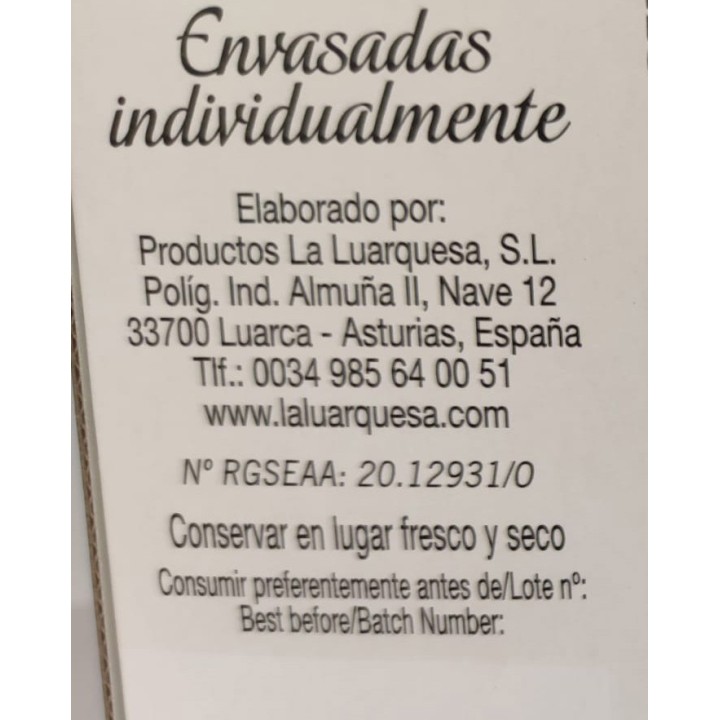 Envasadas
individualmente
Elaborado por:
Productos La Luarquesa, S.L.
Políg. Ind. Almuña II, Nave 12
33700 Luarca - Asturias, España
Tlf.: 0034 985 64 00 51
www.laluarquesa.com
Nº RGSEAA: 20.12931/O
Conservar en lugar fresco y seco
Consumir preferentemente antes de/Lote nº:
Best before/Batch Number: